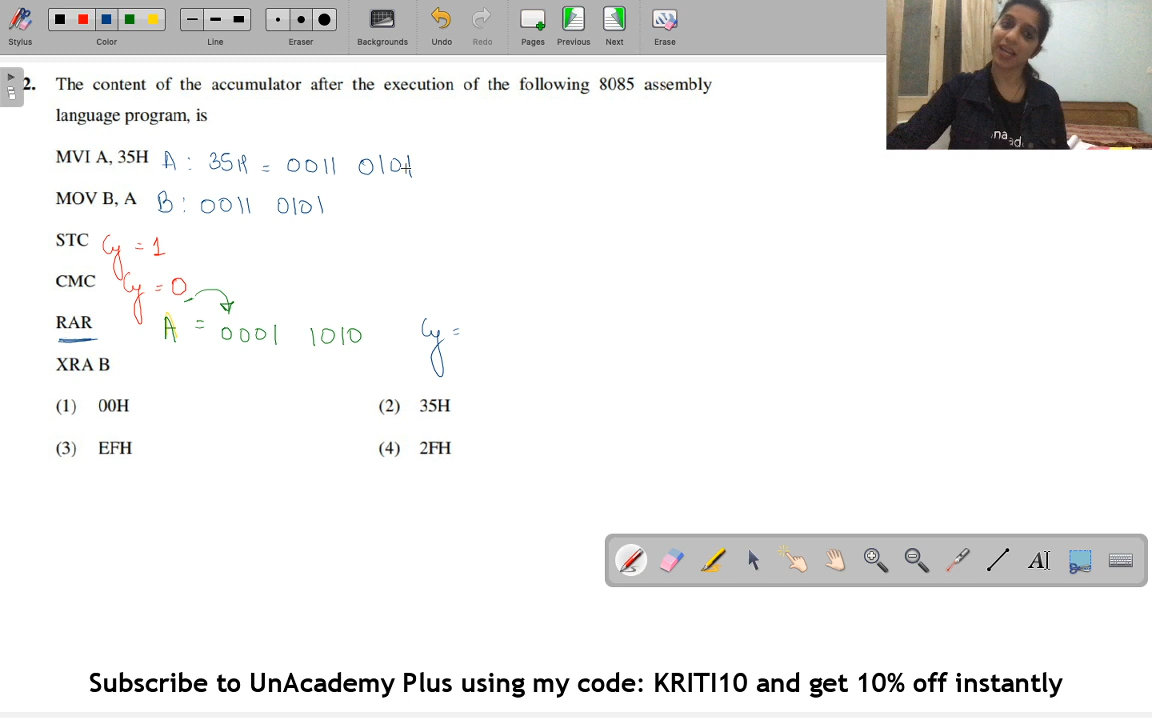 Stylus Color Line Eraser Backgrounds Undo Redo Pages Previous Next Erase
2. The content of the accumulator after the execution of the following 8085 assembly
language program, is
MVI A, 35H A : 35H = 0011 0101
MOV B, A B : 0011 0101
STC Cy = 1
CMC Cy = 0
RAR A = 0001 1010 Cy =
XRA B
(1) 00H (2) 35H
(3) EFH (4) 2FH
Subscribe to UnAcademy Plus using my code: KRITI10 and get 10% off instantly